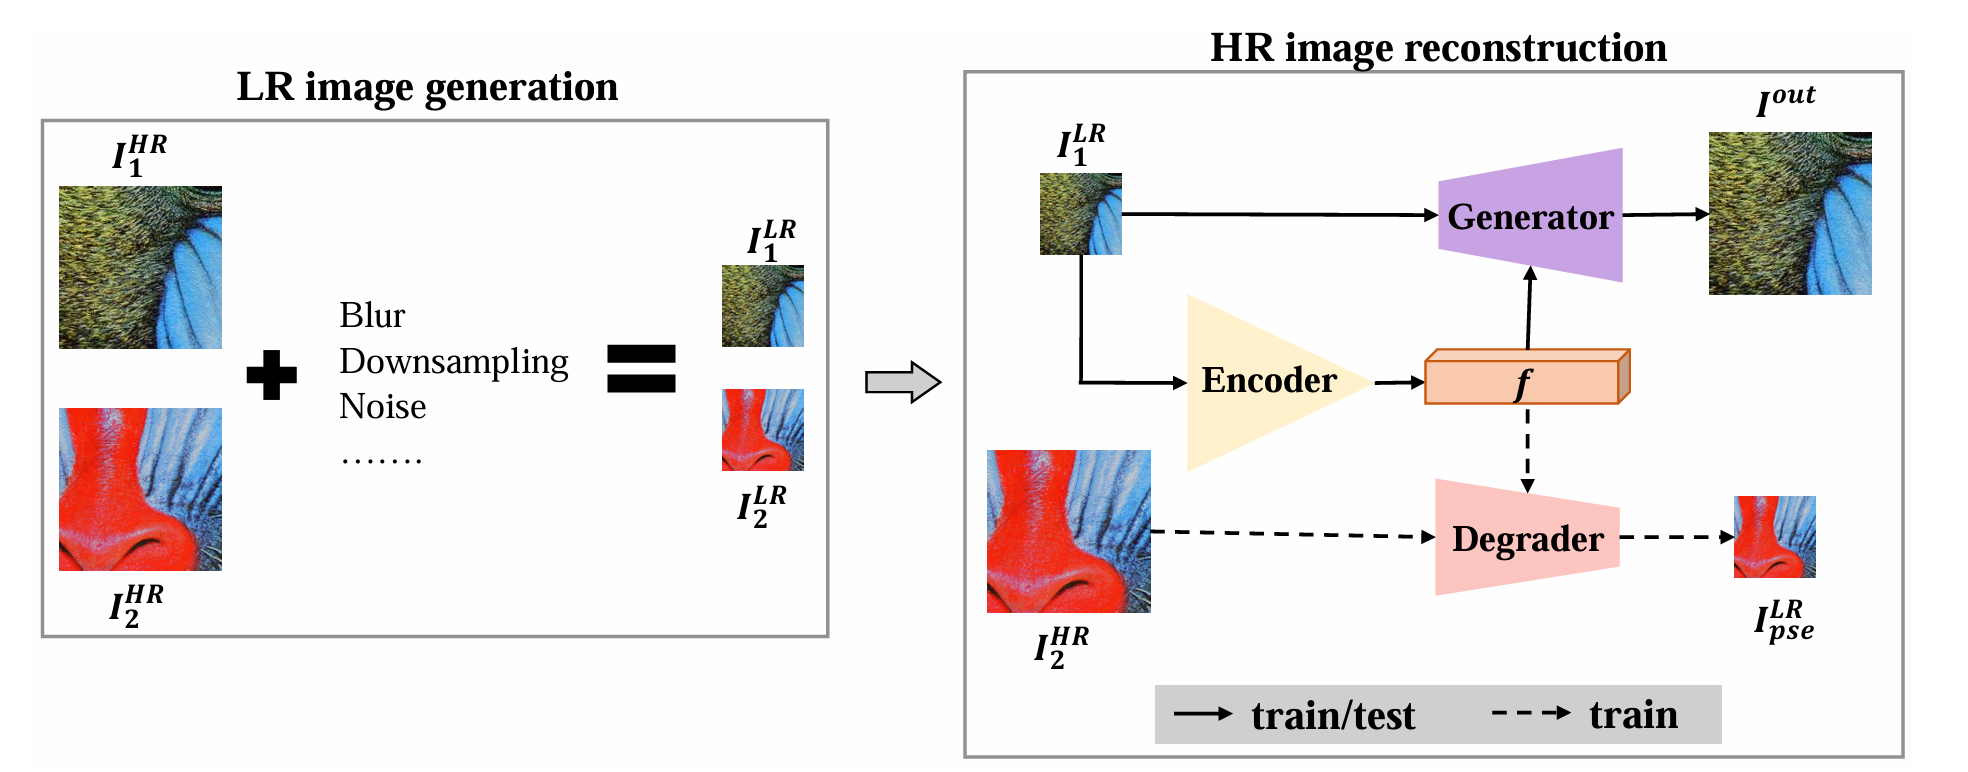 LR image generation
I_1^{HR}
Blur
Downsampling
Noise
.......
I_1^{LR}
I_2^{LR}
I_2^{HR}
HR image reconstruction
I_1^{LR}
Generator
I^{out}
Encoder
f
I_2^{HR}
Degrader
I_{pse}^{LR}
train/test
train